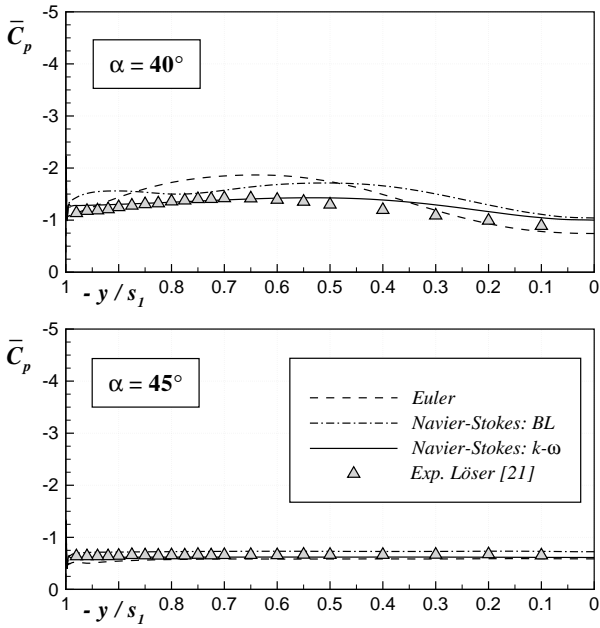 C̅p
-5
-4
-3
-2
-1
0
α = 40°
1 - y / s1 0.8 0.7 0.6 0.5 0.4 0.3 0.2 0.1 0
C̅p
-5
-4
-3
-2
-1
0
α = 45°
Euler
Navier-Stokes: BL
Navier-Stokes: k-ω
Exp. Löser [21]
1 - y / s1 0.8 0.7 0.6 0.5 0.4 0.3 0.2 0.1 0